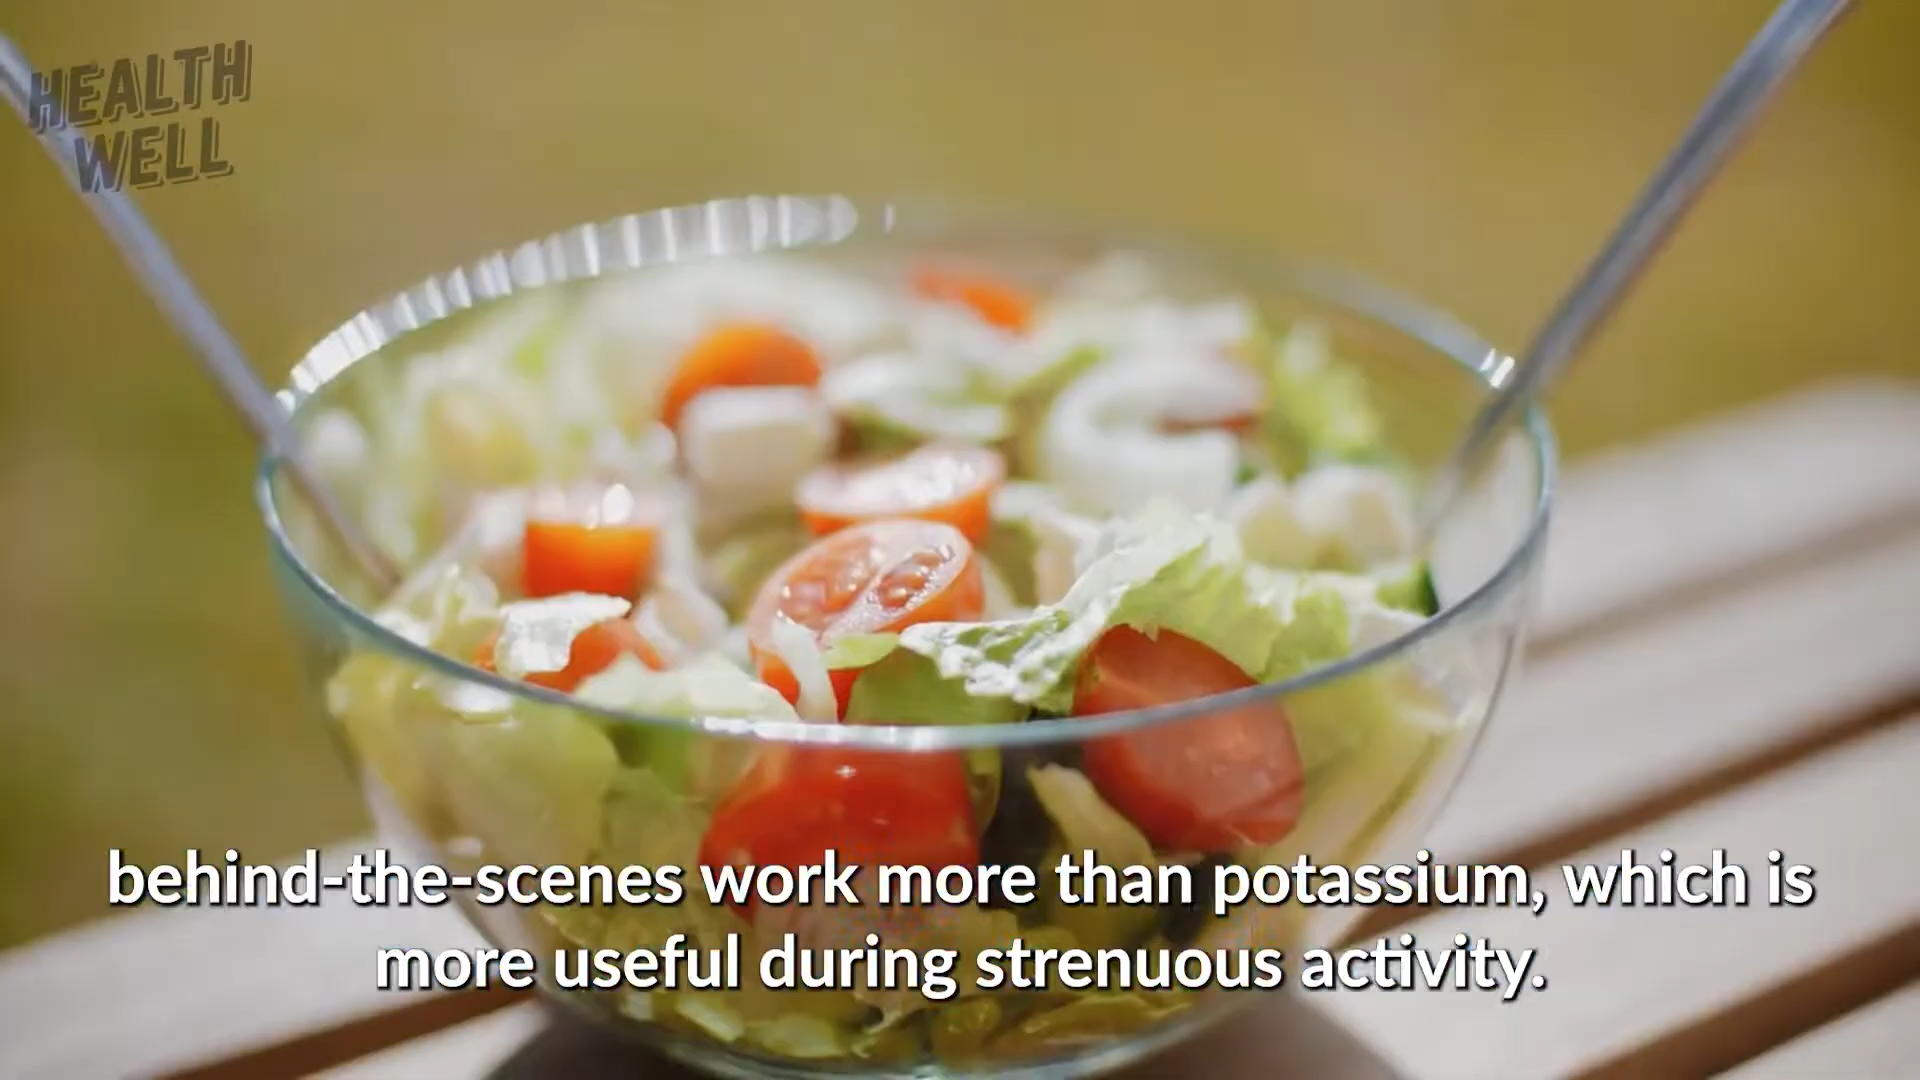 HEALTH
WELL
behind-the-scenes work more than potassium, which is
more useful during strenuous activity.